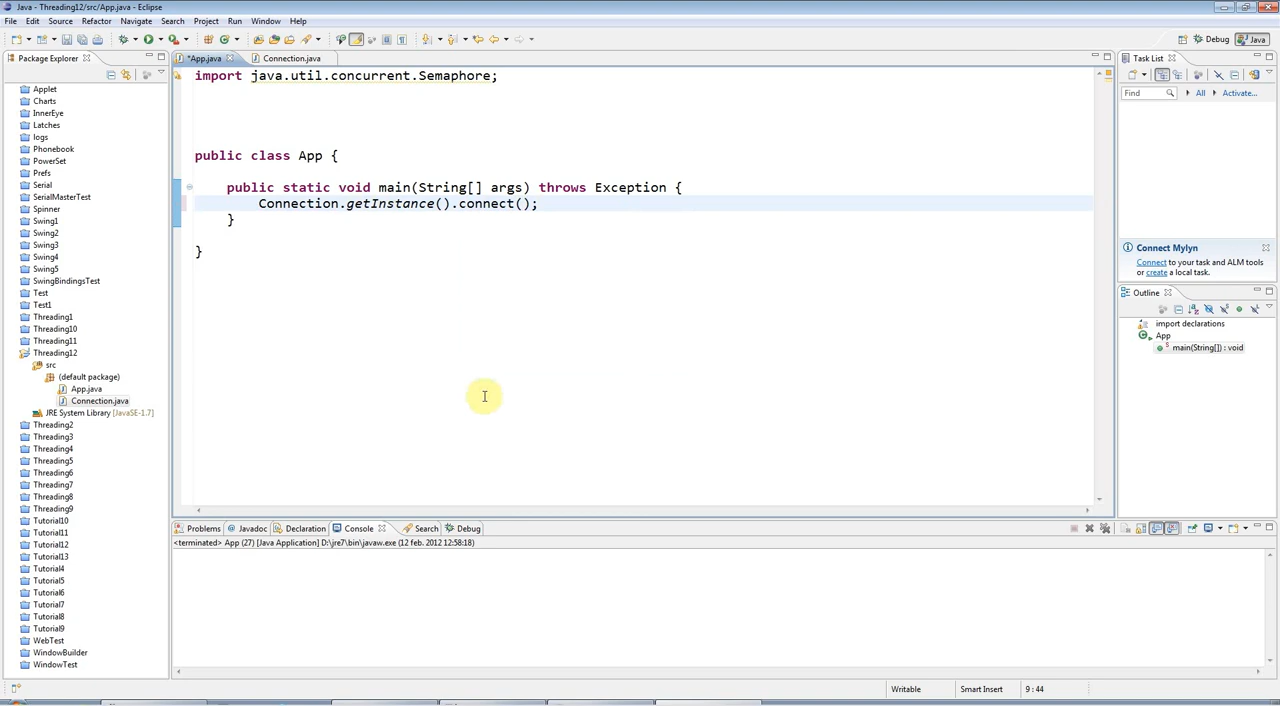 Java - Threading12/src/App.java - Eclipse
File Edit Source Refactor Navigate Search Project Run Window Help
Debug Java
Package Explorer
*App.java Connection.java
Task List
Find All Activate...
Applet
Charts
InnerEye
Latches
logs
Phonebook
PowerSet
Prefs
Serial
SerialMasterTest
Spinner
Swing1
Swing2
Swing3
Swing4
Swing5
SwingBindingsTest
Test
Test1
Threading1
Threading10
Threading11
Threading12
src
(default package)
App.java
Connection.java
JRE System Library [JavaSE-1.7]
Threading2
Threading3
Threading4
Threading5
Threading6
Threading7
Threading8
Threading9
Tutorial10
Tutorial11
Tutorial12
Tutorial13
Tutorial4
Tutorial5
Tutorial6
Tutorial7
Tutorial8
Tutorial9
WebTest
WindowBuilder
WindowTest
import java.util.concurrent.Semaphore;
public class App {
public static void main(String[] args) throws Exception {
Connection.getInstance().connect();
}
}
Connect Mylyn
Connect to your task and ALM tools
or create a local task.
Outline
import declarations
App
main(String[]) : void
Problems Javadoc Declaration Console Search Debug
<terminated> App (27) [Java Application] D:\jre7\bin\javaw.exe (12 feb. 2012 12:58:18)
Writable Smart Insert 9 : 44